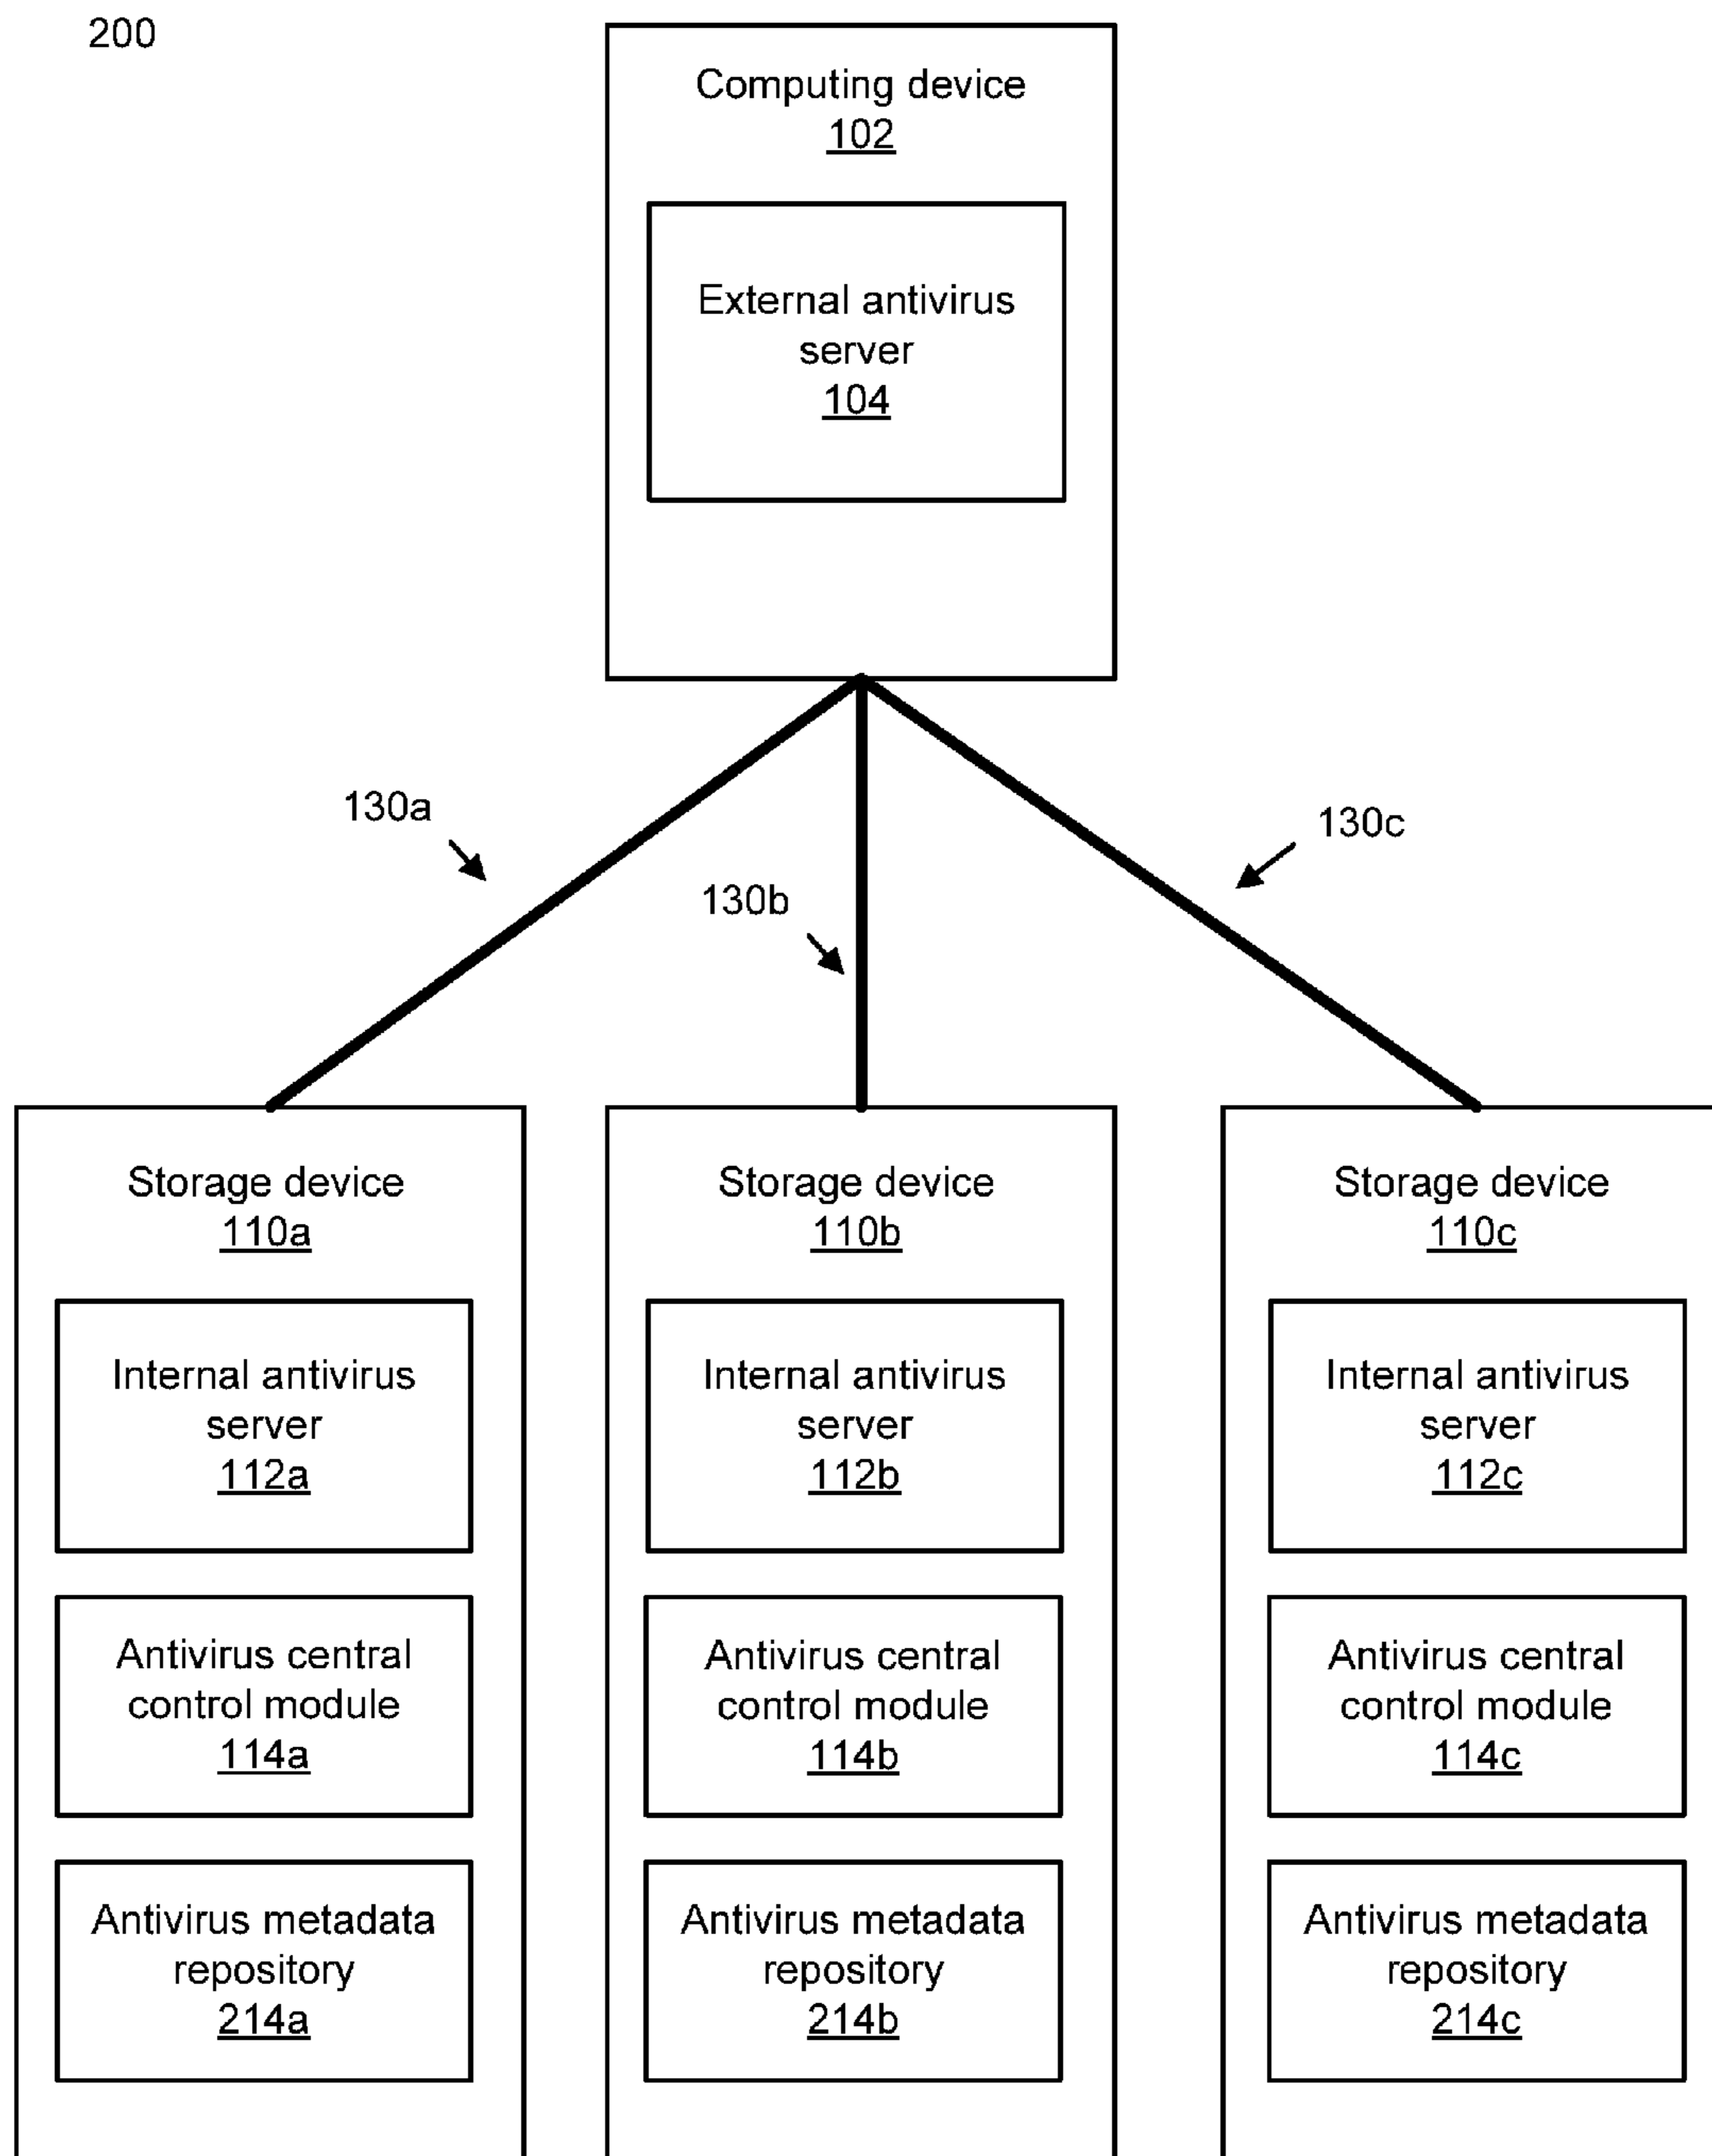 200
Computing device
102
External antivirus
server
104
130a
130b
130c
Storage device
110a
Internal antivirus
server
112a
Antivirus central
control module
114a
Antivirus metadata
repository
214a
Storage device
110b
Internal antivirus
server
112b
Antivirus central
control module
114b
Antivirus metadata
repository
214b
Storage device
110c
Internal antivirus
server
112c
Antivirus central
control module
114c
Antivirus metadata
repository
214c